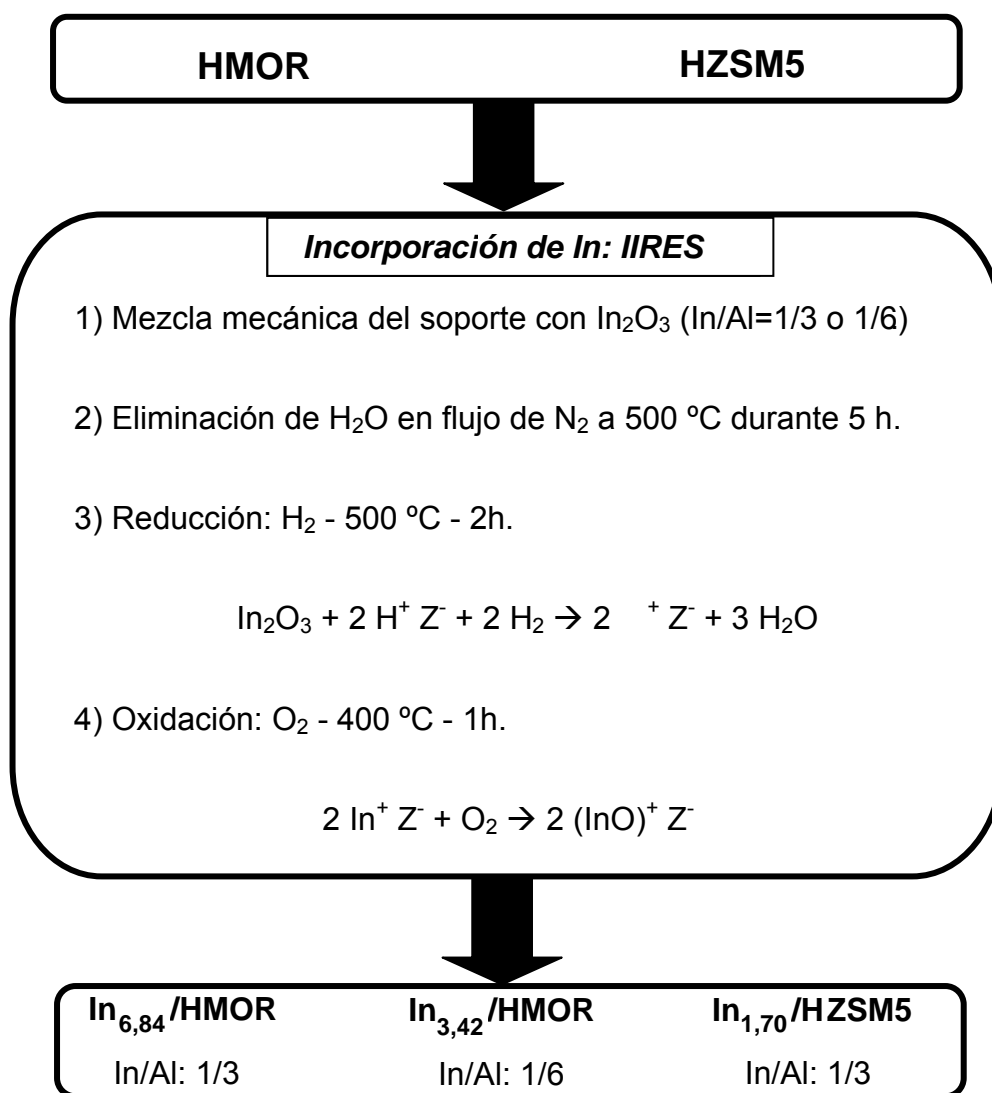 HMOR HZSM5
Incorporación de In: IIRES
1) Mezcla mecánica del soporte con In₂O₃ (In/Al=1/3 o 1/6)
2) Eliminación de H₂O en flujo de N₂ a 500 ºC durante 5 h.
3) Reducción: H₂ - 500 ºC - 2h.
In₂O₃ + 2 H⁺ Z⁻ + 2 H₂ → 2 ⁺ Z⁻ + 3 H₂O
4) Oxidación: O₂ - 400 ºC - 1h.
2 In⁺ Z⁻ + O₂ → 2 (InO)⁺ Z⁻
In₆,₈₄/HMOR In₃,₄₂/HMOR In₁,₇₀/HZSM5
In/Al: 1/3 In/Al: 1/6 In/Al: 1/3